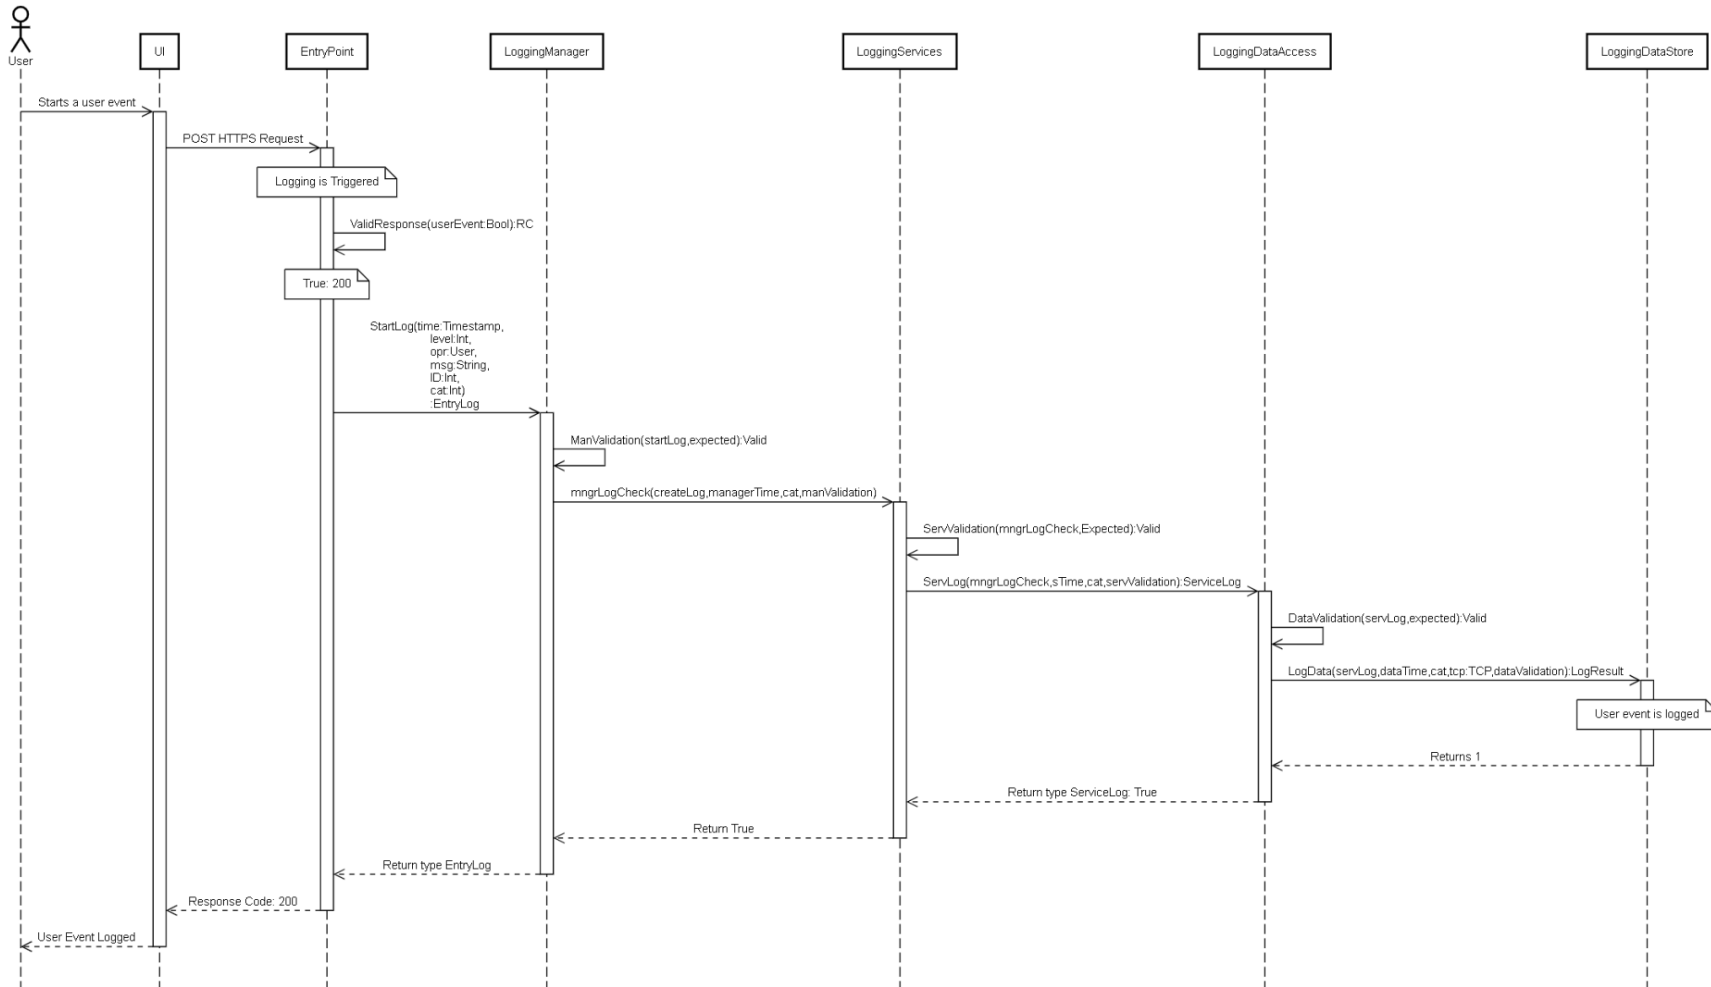 User
UI
EntryPoint
LoggingManager
LoggingServices
LoggingDataAccess
LoggingDataStore
Starts a user event
POST HTTPS Request
Logging is Triggered
ValidResponse(userEvent:Bool):RC
True: 200
StartLog(time:Timestamp,
level:Int,
opr:User,
msg:String,
ID:Int,
cat:Int)
:EntryLog
ManValidation(startLog,expected):Valid
mngrLogCheck(createLog,managerTime,cat,manValidation)
ServValidation(mngrLogCheck,Expected):Valid
ServLog(mngrLogCheck,sTime,cat,servValidation):ServiceLog
DataValidation(servLog,expected):Valid
LogData(servLog,dataTime,cat,tcp:TCP,dataValidation):LogResult
User event is logged
Returns 1
Return type ServiceLog: True
Return True
Return type EntryLog
Response Code: 200
User Event Logged